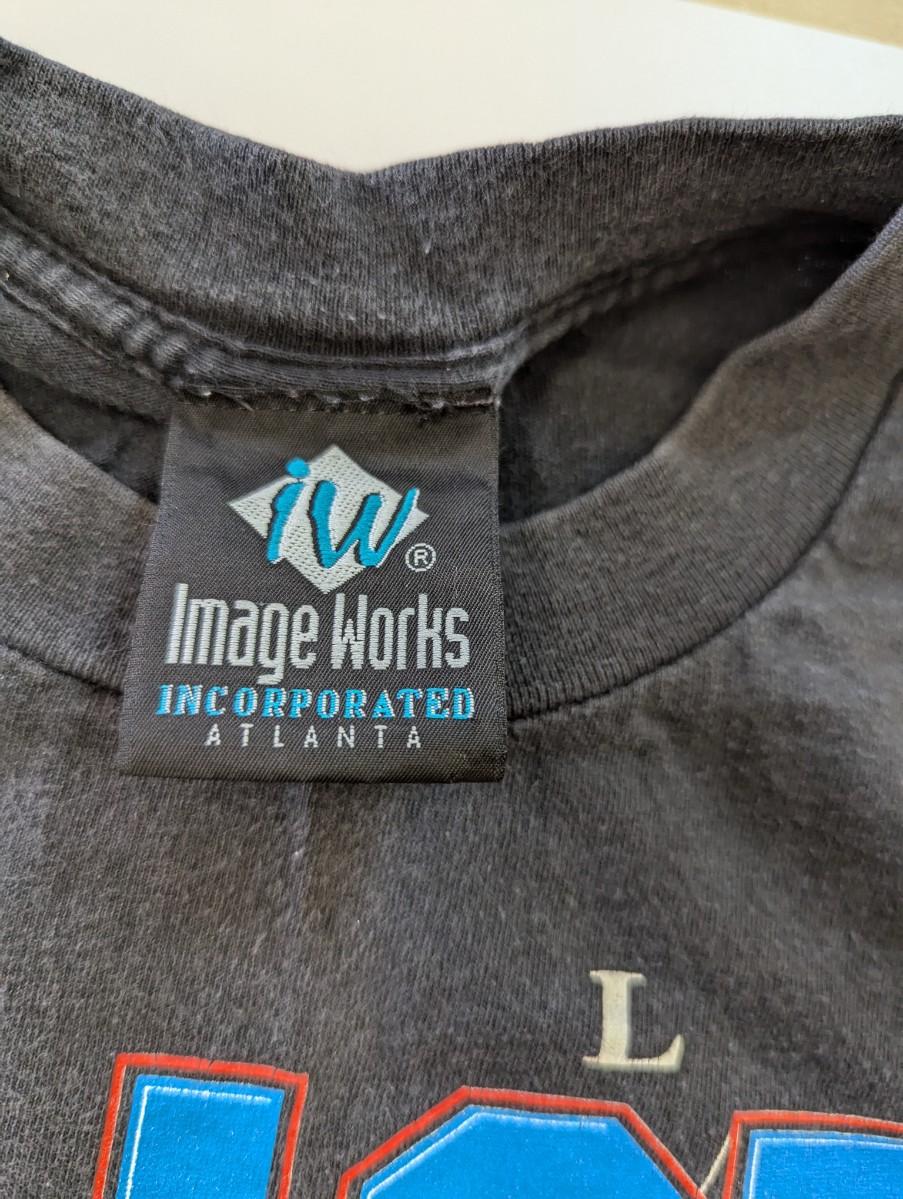 iw®
Image Works
INCORPORATED
ATLANTA
L